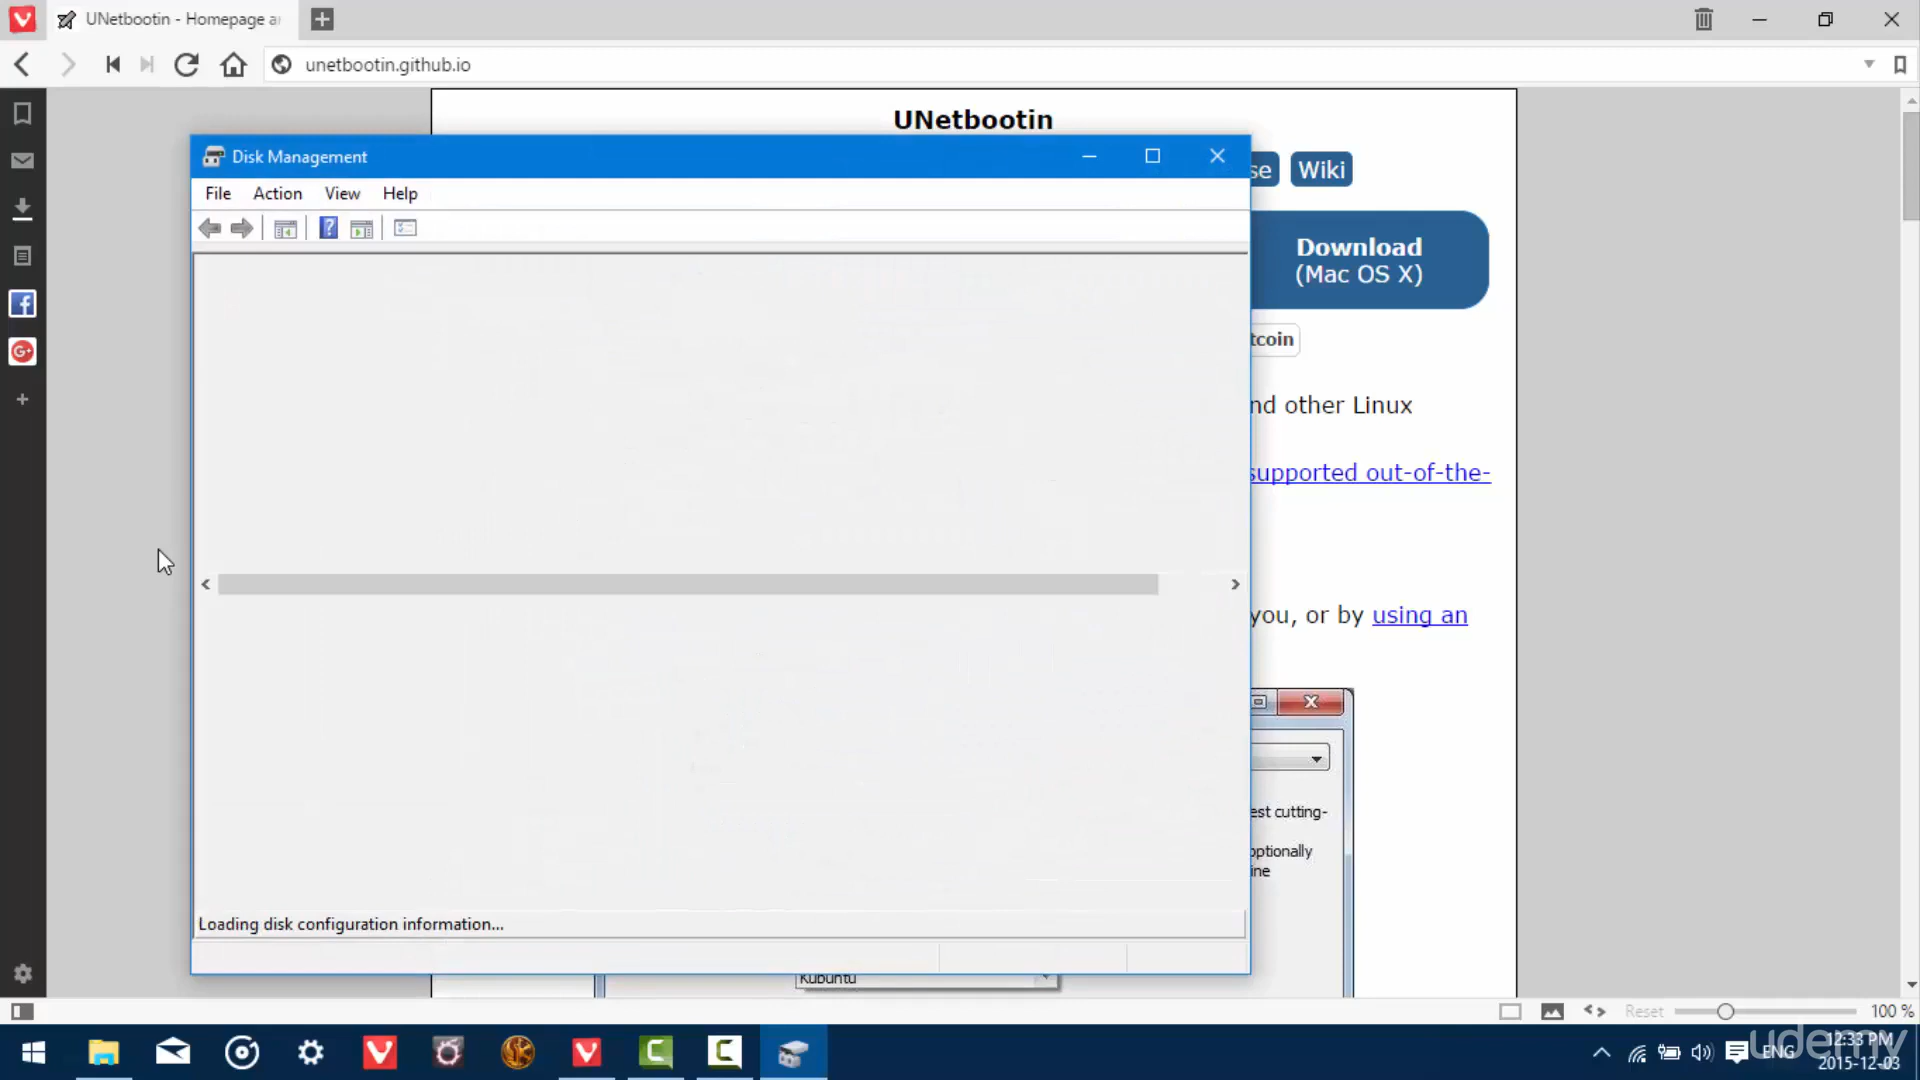 UNetbootin - Homepage a
unetbootin.github.io
UNetbootin
Disk Management
se
Wiki
File Action View Help
Download
(Mac OS X)
tcoin
nd other Linux
supported out-of-the-
you, or by using an
est cutting-
optionally
ine
Loading disk configuration information...
Kubuntu
Reset
100 %
ENG
12:33 PM
2015-12-03
udemy